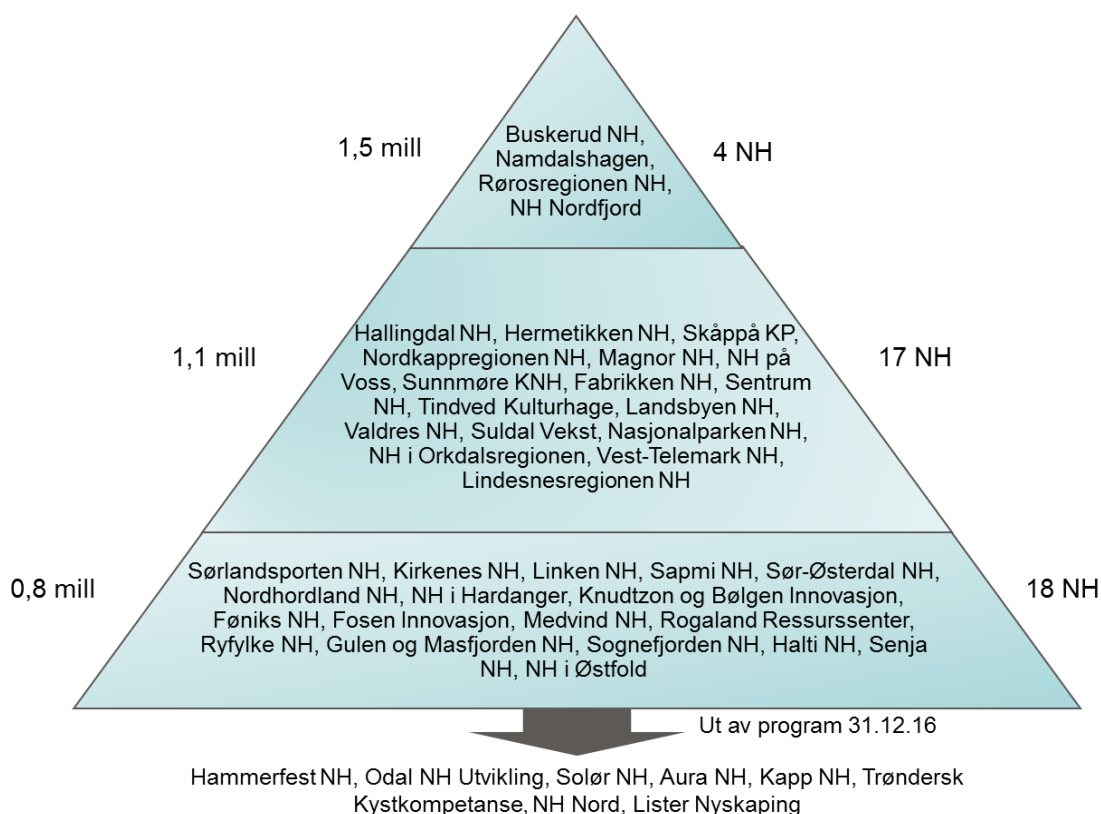 1,5 mill
Buskerud NH,
Namdalshagen,
Rørosregionen NH,
NH Nordfjord
4 NH
1,1 mill
Hallingdal NH, Hermetikken NH, Skåppå KP,
Nordkappregionen NH, Magnor NH, NH på
Voss, Sunnmøre KNH, Fabrikken NH, Sentrum
NH, Tindved Kulturhage, Landsbyen NH,
Valdres NH, Suldal Vekst, Nasjonalparken NH,
NH i Orkdalsregionen, Vest-Telemark NH,
Lindesnesregionen NH
17 NH
0,8 mill
Sørlandsporten NH, Kirkenes NH, Linken NH, Sapmi NH, Sør-Østerdal NH,
Nordhordland NH, NH i Hardanger, Knudtzon og Bølgen Innovasjon,
Føniks NH, Fosen Innovasjon, Medvind NH, Rogaland Ressurssenter,
Ryfylke NH, Gulen og Masfjorden NH, Sognefjorden NH, Halti NH, Senja
NH, NH i Østfold
18 NH
Ut av program 31.12.16
Hammerfest NH, Odal NH Utvikling, Solør NH, Aura NH, Kapp NH, Trøndersk
Kystkompetanse, NH Nord, Lister Nyskaping